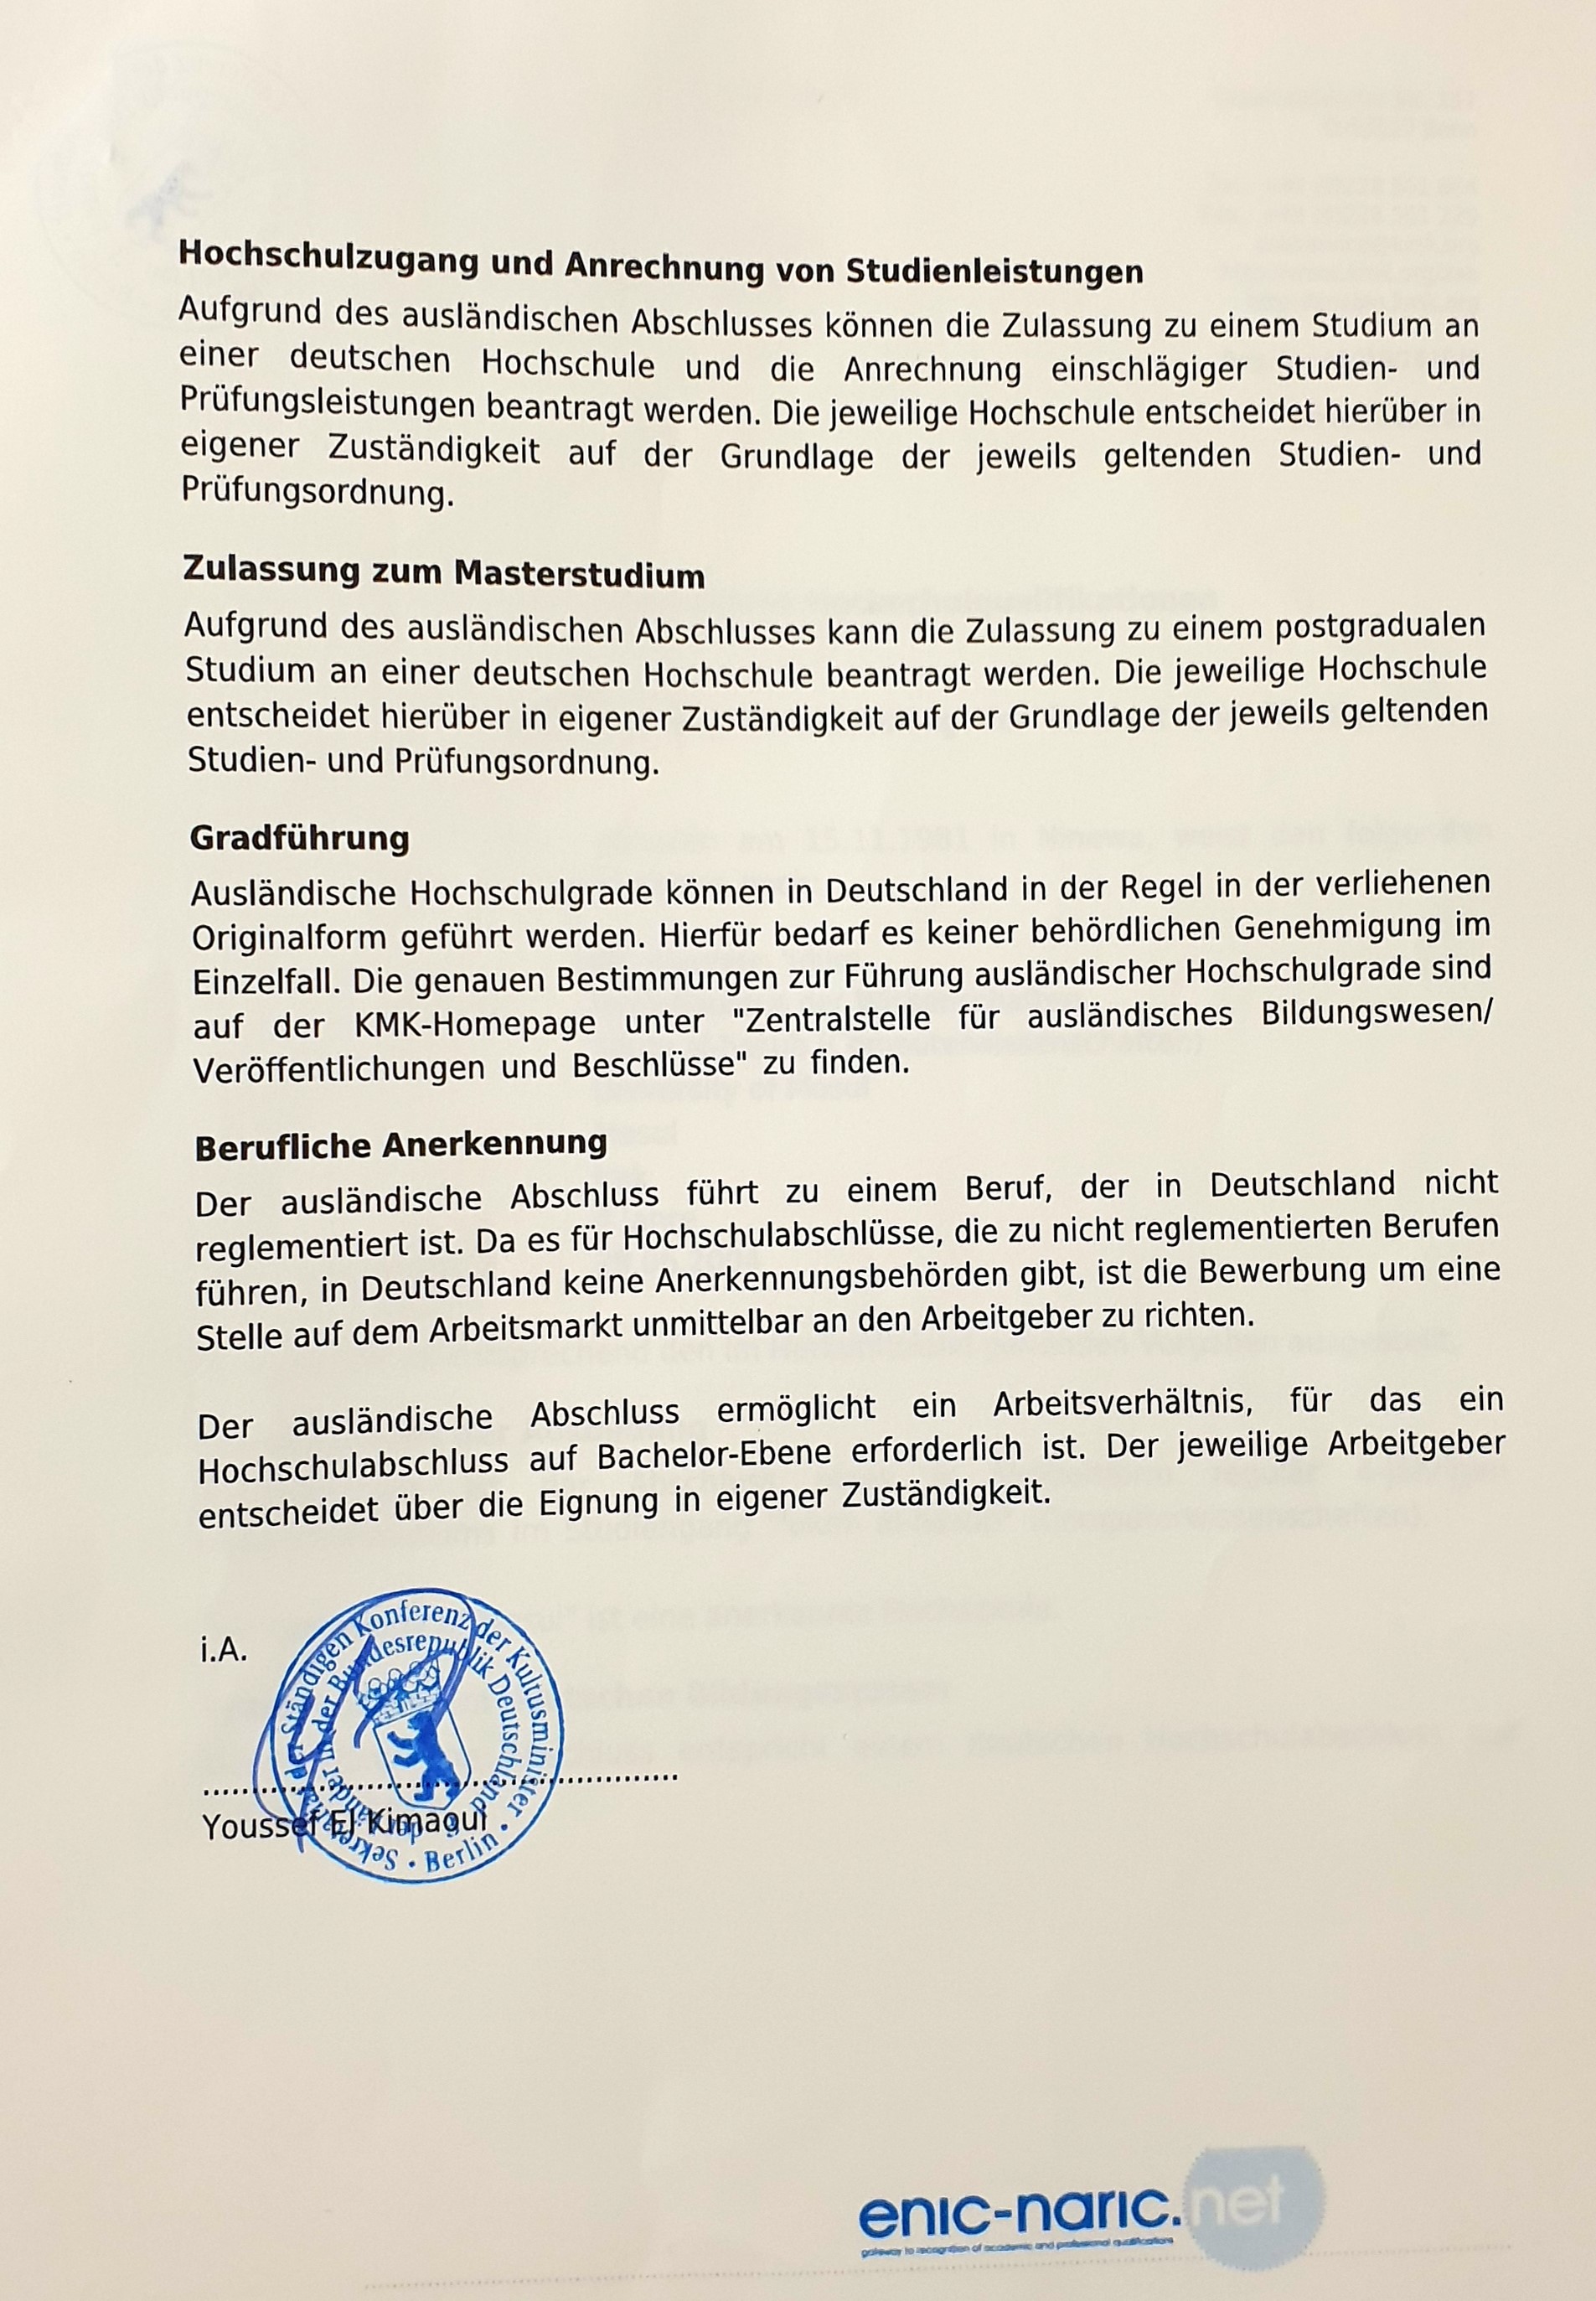 Hochschulzugang und Anrechnung von Studienleistungen
Aufgrund des ausländischen Abschlusses können die Zulassung zu einem Studium an
einer deutschen Hochschule und die Anrechnung einschlägiger Studien- und
Prüfungsleistungen beantragt werden. Die jeweilige Hochschule entscheidet hierüber in
eigener Zuständigkeit auf der Grundlage der jeweils geltenden Studien- und
Prüfungsordnung.
Zulassung zum Masterstudium
Aufgrund des ausländischen Abschlusses kann die Zulassung zu einem postgradualen
Studium an einer deutschen Hochschule beantragt werden. Die jeweilige Hochschule
entscheidet hierüber in eigener Zuständigkeit auf der Grundlage der jeweils geltenden
Studien- und Prüfungsordnung.
Gradführung
Ausländische Hochschulgrade können in Deutschland in der Regel in der verliehenen
Originalform geführt werden. Hierfür bedarf es keiner behördlichen Genehmigung im
Einzelfall. Die genauen Bestimmungen zur Führung ausländischer Hochschulgrade sind
auf der KMK-Homepage unter "Zentralstelle für ausländisches Bildungswesen/
Veröffentlichungen und Beschlüsse" zu finden.
Berufliche Anerkennung
Der ausländische Abschluss führt zu einem Beruf, der in Deutschland nicht
reglementiert ist. Da es für Hochschulabschlüsse, die zu nicht reglementierten Berufen
führen, in Deutschland keine Anerkennungsbehörden gibt, ist die Bewerbung um eine
Stelle auf dem Arbeitsmarkt unmittelbar an den Arbeitgeber zu richten.
Der ausländische Abschluss ermöglicht ein Arbeitsverhältnis, für das ein
Hochschulabschluss auf Bachelor-Ebene erforderlich ist. Der jeweilige Arbeitgeber
entscheidet über die Eignung in eigener Zuständigkeit.
i.A.
Sekretariat der Ständigen Konferenz der Kultusminister • Berlin •
der Länder in der Bundesrepublik Deutschland
Youssef El Kimaoui
enic-naric.net
gateway to recognition of academic and professional qualifications